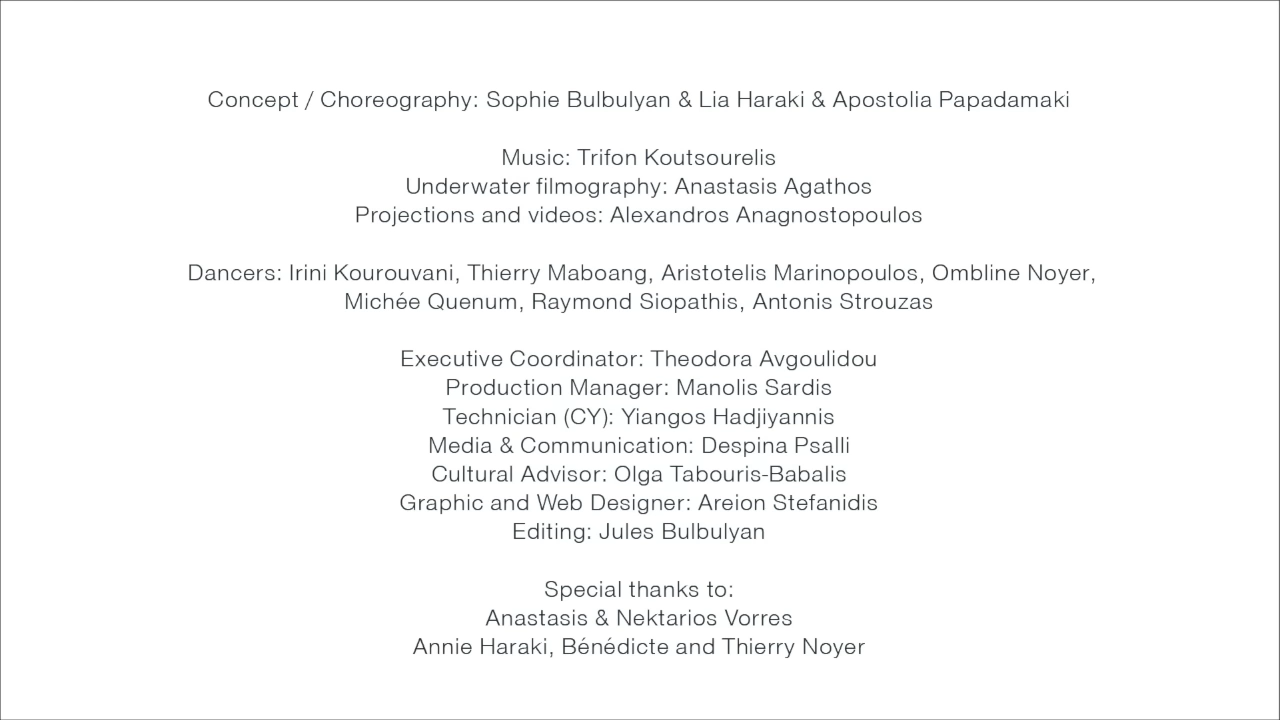 Concept / Choreography: Sophie Bulbulyan & Lia Haraki & Apostolia Papadamaki
Music: Trifon Koutsourelis
Underwater filmography: Anastasis Agathos
Projections and videos: Alexandros Anagnostopoulos
Dancers: Irini Kourouvani, Thierry Maboang, Aristotelis Marinopoulos, Ombline Noyer,
Michée Quenum, Raymond Siopathis, Antonis Strouzas
Executive Coordinator: Theodora Avgoulidou
Production Manager: Manolis Sardis
Technician (CY): Yiangos Hadjiyannis
Media & Communication: Despina Psalli
Cultural Advisor: Olga Tabouris-Babalis
Graphic and Web Designer: Areion Stefanidis
Editing: Jules Bulbulyan
Special thanks to:
Anastasis & Nektarios Vorres
Annie Haraki, Bénédicte and Thierry Noyer